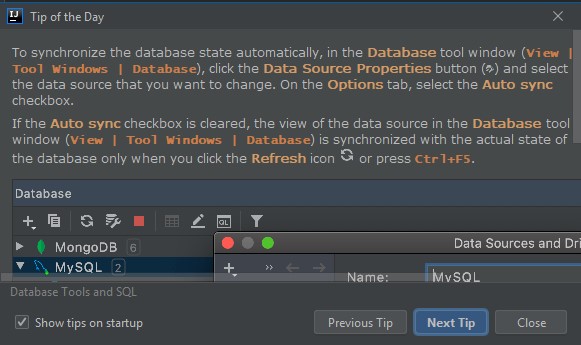 IJ Tip of the Day
To synchronize the database state automatically, in the Database tool window (View |
Tool Windows | Database), click the Data Source Properties button () and select
the data source that you want to change. On the Options tab, select the Auto sync
checkbox.
If the Auto sync checkbox is cleared, the view of the data source in the Database tool
window (View | Tool Windows | Database) is synchronized with the actual state of
the database only when you click the Refresh icon or press Ctrl+F5.
Database
QL
MongoDB 6
MySQL 2
Data Sources and Dri
Name: MySQL
Database Tools and SQL
Show tips on startup
Previous Tip
Next Tip
Close